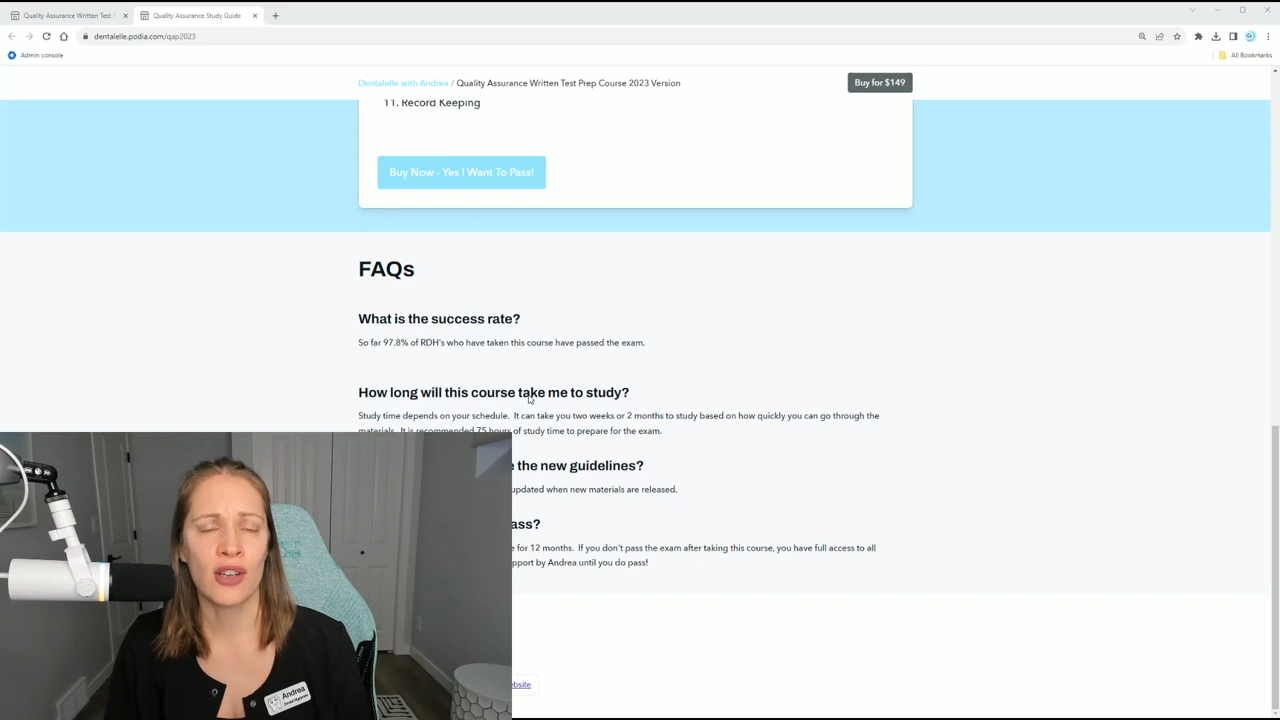 Quality Assurance Written Test
Quality Assurance Study Guide
dentalelle.podia.com/qap2023
Admin console
All Bookmarks
Dentalelle with Andrea / Quality Assurance Written Test Prep Course 2023 Version
Buy for $149
11. Record Keeping
Buy Now - Yes I Want To Pass!
FAQs
What is the success rate?
So far 97.8% of RDH's who have taken this course have passed the exam.
How long will this course take me to study?
Study time depends on your schedule. It can take you two weeks or 2 months to study based on how quickly you can go through the
materials. It is recommended 75 hours of study time to prepare for the exam.
the new guidelines?
updated when new materials are released.
ass?
for 12 months. If you don't pass the exam after taking this course, you have full access to all
pport by Andrea until you do pass!
ebsite
Andrea